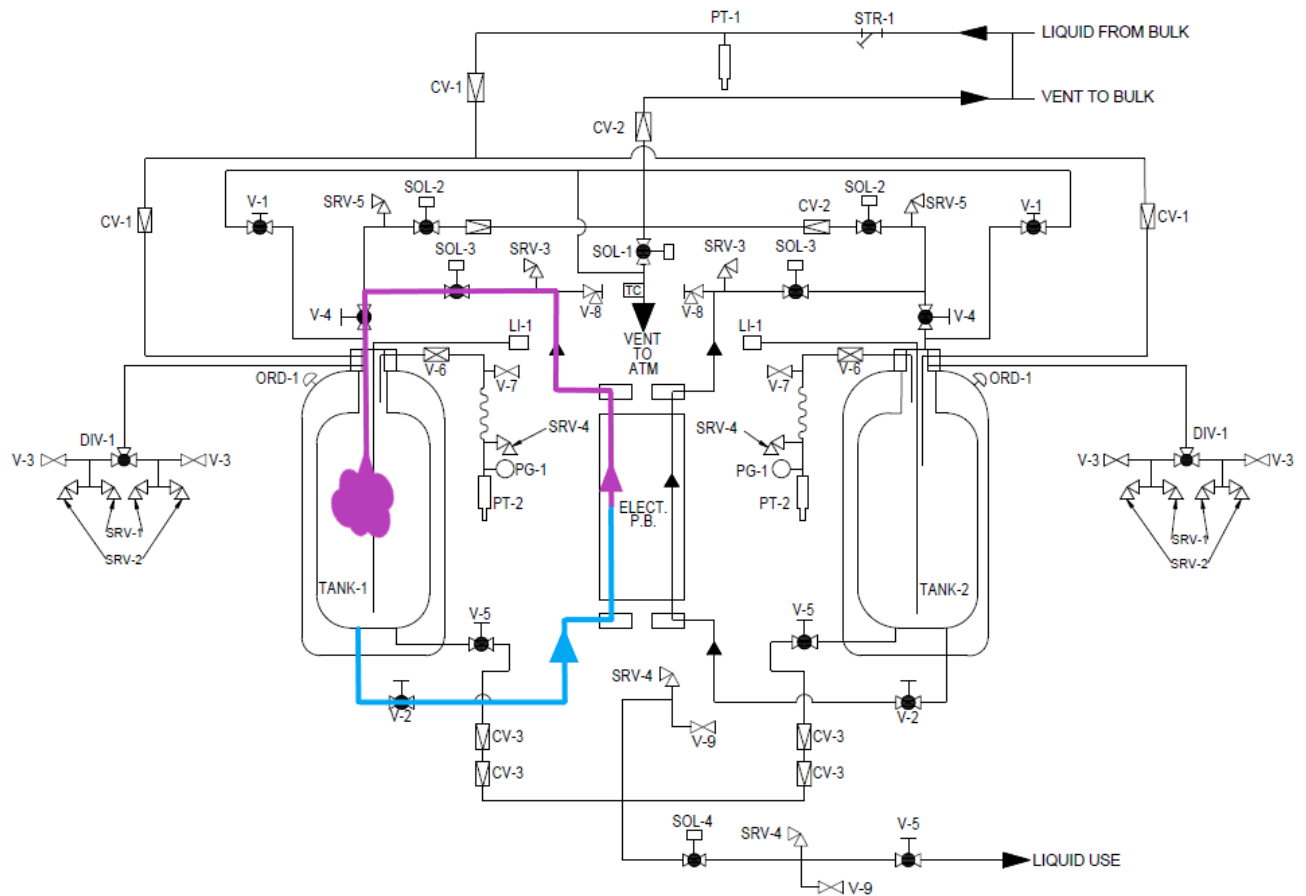 PT-1
STR-1
LIQUID FROM BULK
CV-1
VENT TO BULK
CV-2
V-1
SRV-5
SOL-2
SOL-2
SRV-5
V-1
CV-1
CV-2
CV-1
SOL-3
SRV-3
SOL-1
SRV-3
SOL-3
TC
V-4
LI-1
V-8
VENT
TO
ATM
V-8
LI-1
V-4
V-6
V-7
V-6
V-7
ORD-1
ORD-1
DIV-1
SRV-4
SRV-4
DIV-1
V-3
V-3
PG-1
PG-1
V-3
V-3
PT-2
ELECT.
P.B.
PT-2
SRV-1
SRV-2
SRV-1
SRV-2
TANK-1
TANK-2
V-5
V-5
SRV-4
V-2
V-2
V-9
CV-3
CV-3
CV-3
CV-3
SOL-4
SRV-4
V-5
LIQUID USE
V-9